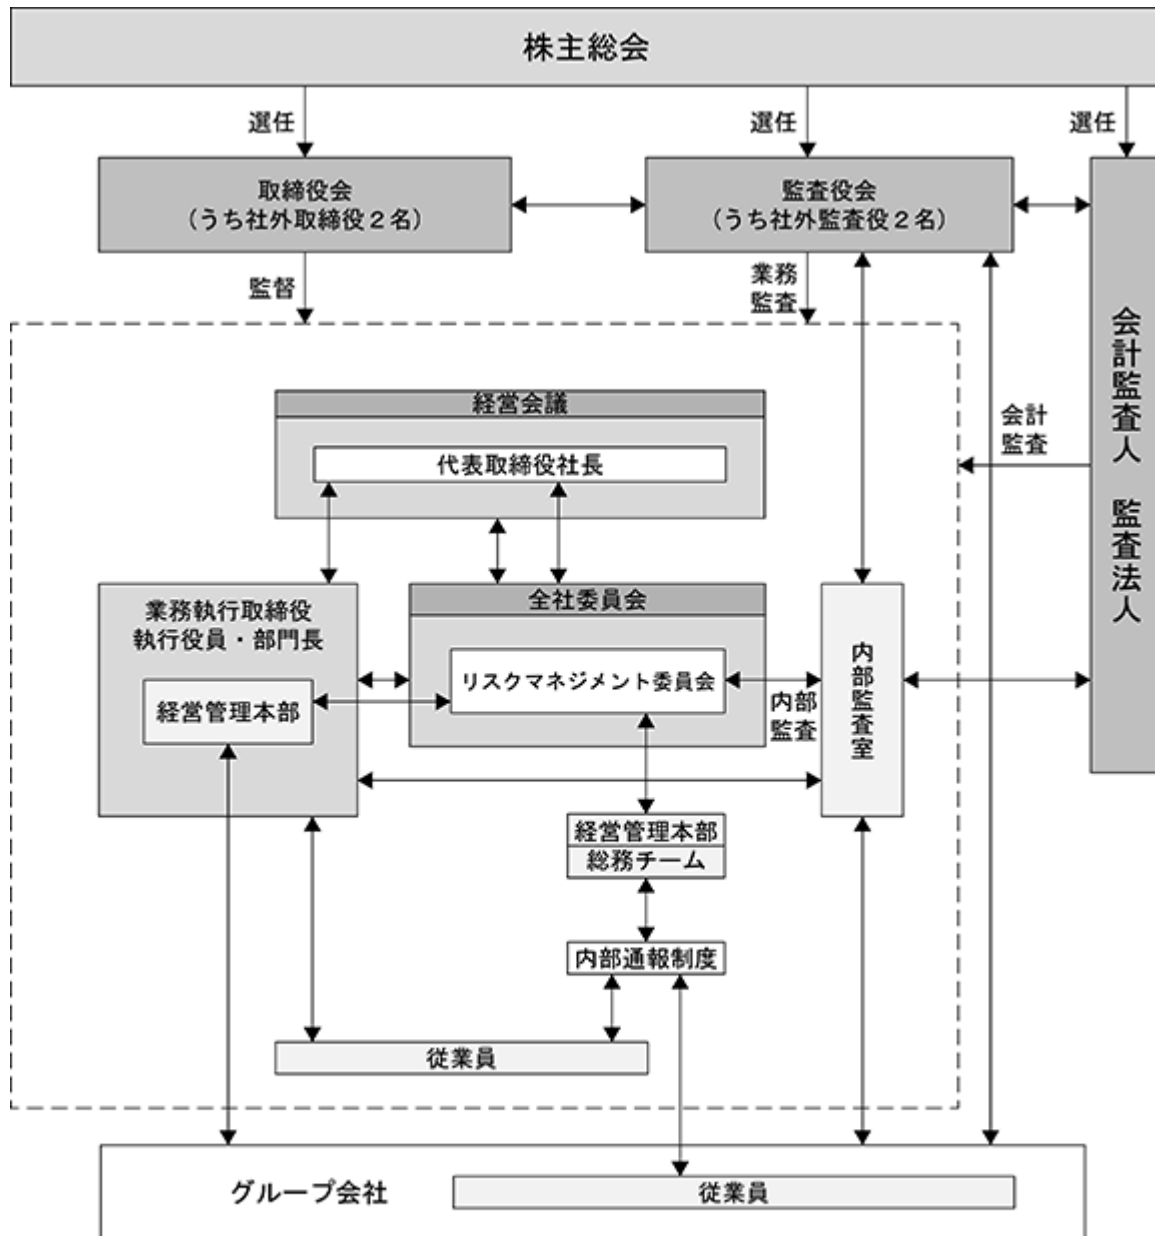 株主総会
選任
選任
選任
取締役会
（うち社外取締役２名）
監査役会
（うち社外監査役２名）
監督
業務
監査
会計監査人　監査法人
経営会議
代表取締役社長
会計
監査
業務執行取締役
執行役員・部門長
経営管理本部
全社委員会
リスクマネジメント委員会
内部
監査
内部監査室
経営管理本部
総務チーム
内部通報制度
従業員
グループ会社
従業員